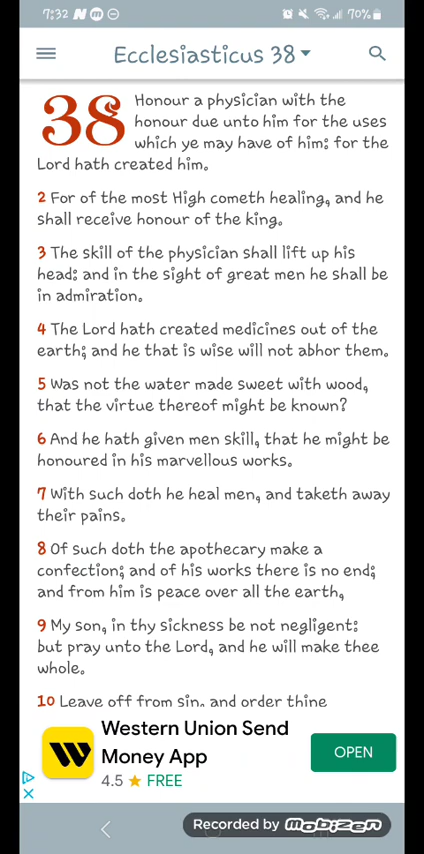 7:32 N m
70%
Ecclesiasticus 38
38 Honour a physician with the
honour due unto him for the uses
which ye may have of him: for the
Lord hath created him.
2 For of the most High cometh healing, and he
shall receive honour of the king.
3 The skill of the physician shall lift up his
head: and in the sight of great men he shall be
in admiration.
4 The Lord hath created medicines out of the
earth; and he that is wise will not abhor them.
5 Was not the water made sweet with wood,
that the virtue thereof might be known?
6 And he hath given men skill, that he might be
honoured in his marvellous works.
7 With such doth he heal men, and taketh away
their pains.
8 Of such doth the apothecary make a
confection; and of his works there is no end;
and from him is peace over all the earth,
9 My son, in thy sickness be not negligent:
but pray unto the Lord, and he will make thee
whole.
10 Leave off from sin, and order thine
Western Union Send
Money App
4.5 ★ FREE
OPEN
Recorded by mobizen